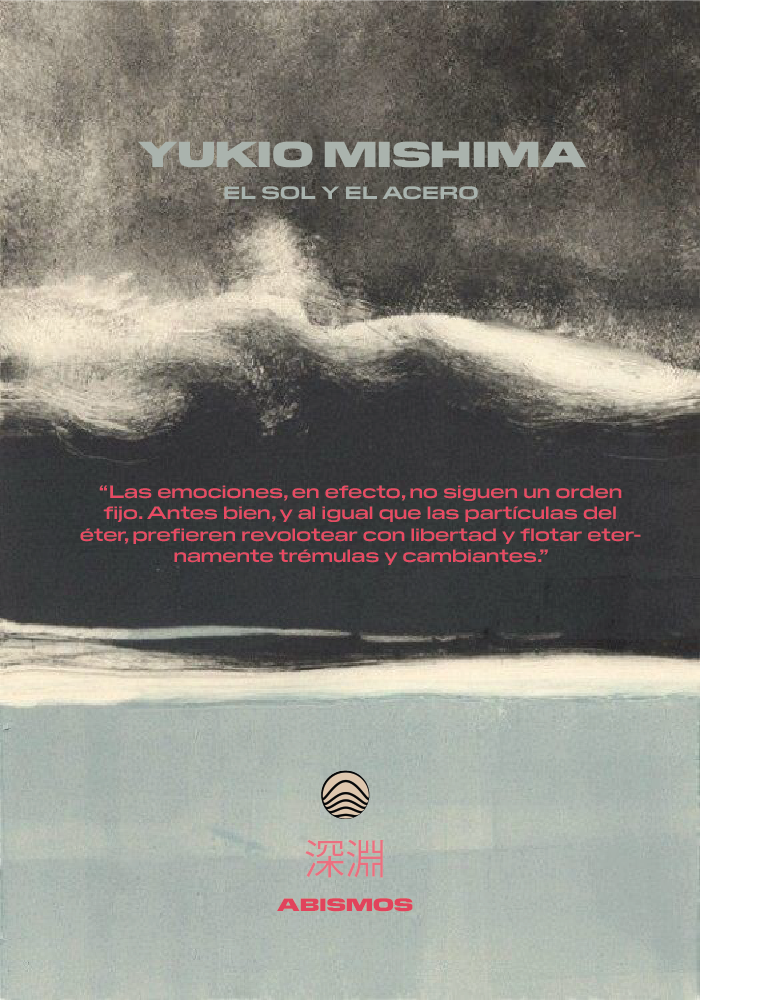 YUKIO MISHIMA
EL SOL Y EL ACERO
“Las emociones, en efecto, no siguen un orden
fijo. Antes bien, y al igual que las partículas del
éter, prefieren revolotear con libertad y flotar eter-
namente trémulas y cambiantes.”
深淵
ABISMOS